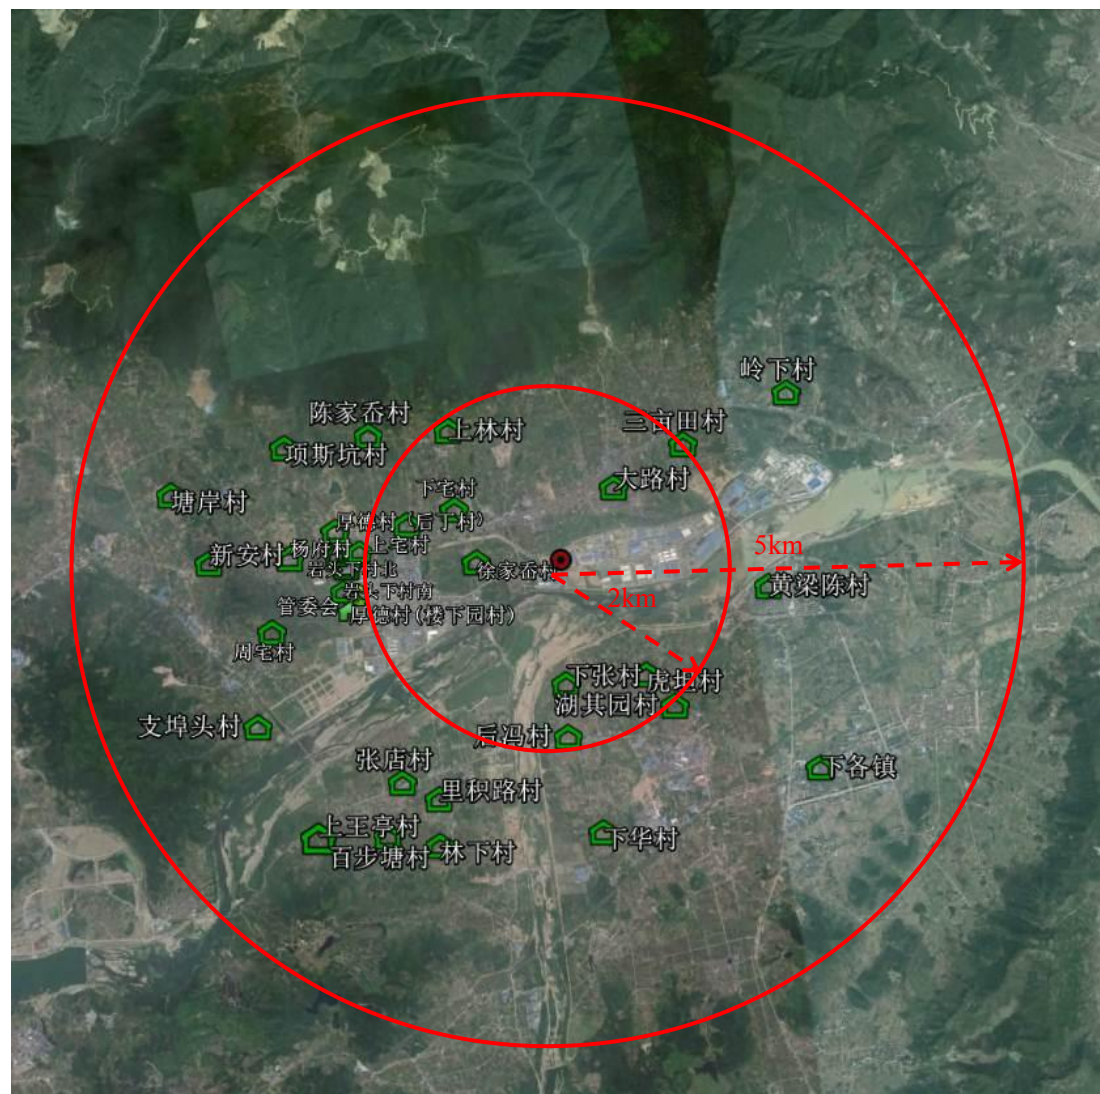 岭下村
陈家岙村
三亩田村
上林村
项斯坑村
大路村
下宅村
塘岸村
厚德村(后丁村)
上宅村
杨府村
新安村
5km
岩头下村北
徐家岙村
黄梁陈村
岩头下村南
2km
管委会
厚德村(楼下园村)
周宅村
下张村
虎坦村
湖其园村
支埠头村
后冯村
张店村
下各镇
里积路村
上王亭村
下华村
林下村
百步塘村